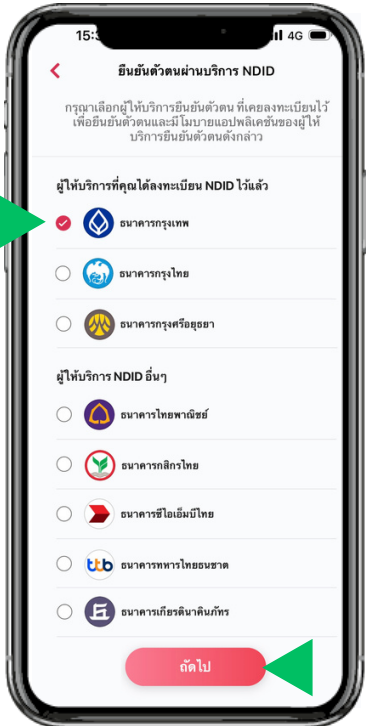 15:
4G
ยืนยันตัวตนผ่านบริการ NDID
กรุณาเลือกผู้ให้บริการยืนยันตัวตน ที่เคยลงทะเบียนไว้
เพื่อยืนยันตัวตนและมีโมบายแอปพลิเคชันของผู้ให้
บริการยืนยันตัวตนดังกล่าว
ผู้ให้บริการที่คุณได้ลงทะเบียน NDID ไว้แล้ว
ธนาคารกรุงเทพ
ธนาคารกรุงไทย
ธนาคารกรุงศรีอยุธยา
ผู้ให้บริการ NDID อื่นๆ
ธนาคารไทยพาณิชย์
ธนาคารกสิกรไทย
ธนาคารซีไอเอ็มบีไทย
ttb ธนาคารทหารไทยธนชาต
ธนาคารเกียรตินาคินภัทร
ถัดไป